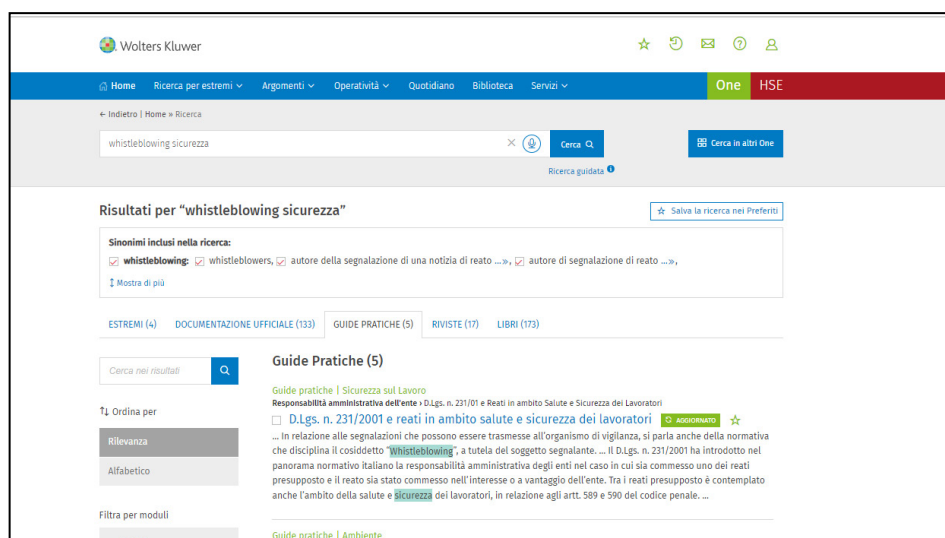 Wolters Kluwer
Home Ricerca per estremi Argomenti Operatività Quotidiano Biblioteca Servizi One HSE
← Indietro | Home » Ricerca
whistleblowing sicurezza × Cerca Cerca in altri One
Ricerca guidata
Risultati per “whistleblowing sicurezza” Salva la ricerca nei Preferiti
Sinonimi inclusi nella ricerca:
whistleblowing: whistleblowers, autore della segnalazione di una notizia di reato ...», autore di segnalazione di reato ...»,
Mostra di più
ESTREMI (4) DOCUMENTAZIONE UFFICIALE (133) GUIDE PRATICHE (5) RIVISTE (17) LIBRI (173)
Cerca nei risultati
Guide Pratiche (5)
Guide pratiche | Sicurezza sul Lavoro
Responsabilità amministrativa dell'ente › D.Lgs. n. 231/01 e Reati in ambito Salute e Sicurezza dei Lavoratori
D.Lgs. n. 231/2001 e reati in ambito salute e sicurezza dei lavoratori AGGIORNATO
... In relazione alle segnalazioni che possono essere trasmesse all'organismo di vigilanza, si parla anche della normativa
che disciplina il cosiddetto "Whistleblowing", a tutela del soggetto segnalante. ... Il D.Lgs. n. 231/2001 ha introdotto nel
panorama normativo italiano la responsabilità amministrativa degli enti nel caso in cui sia commesso uno dei reati
presupposto e il reato sia stato commesso nell'interesse o a vantaggio dell'ente. Tra i reati presupposto è contemplato
anche l'ambito della salute e sicurezza dei lavoratori, in relazione agli artt. 589 e 590 del codice penale. ...
Ordina per
Rilevanza
Alfabetico
Filtra per moduli
Guide pratiche | Ambiente